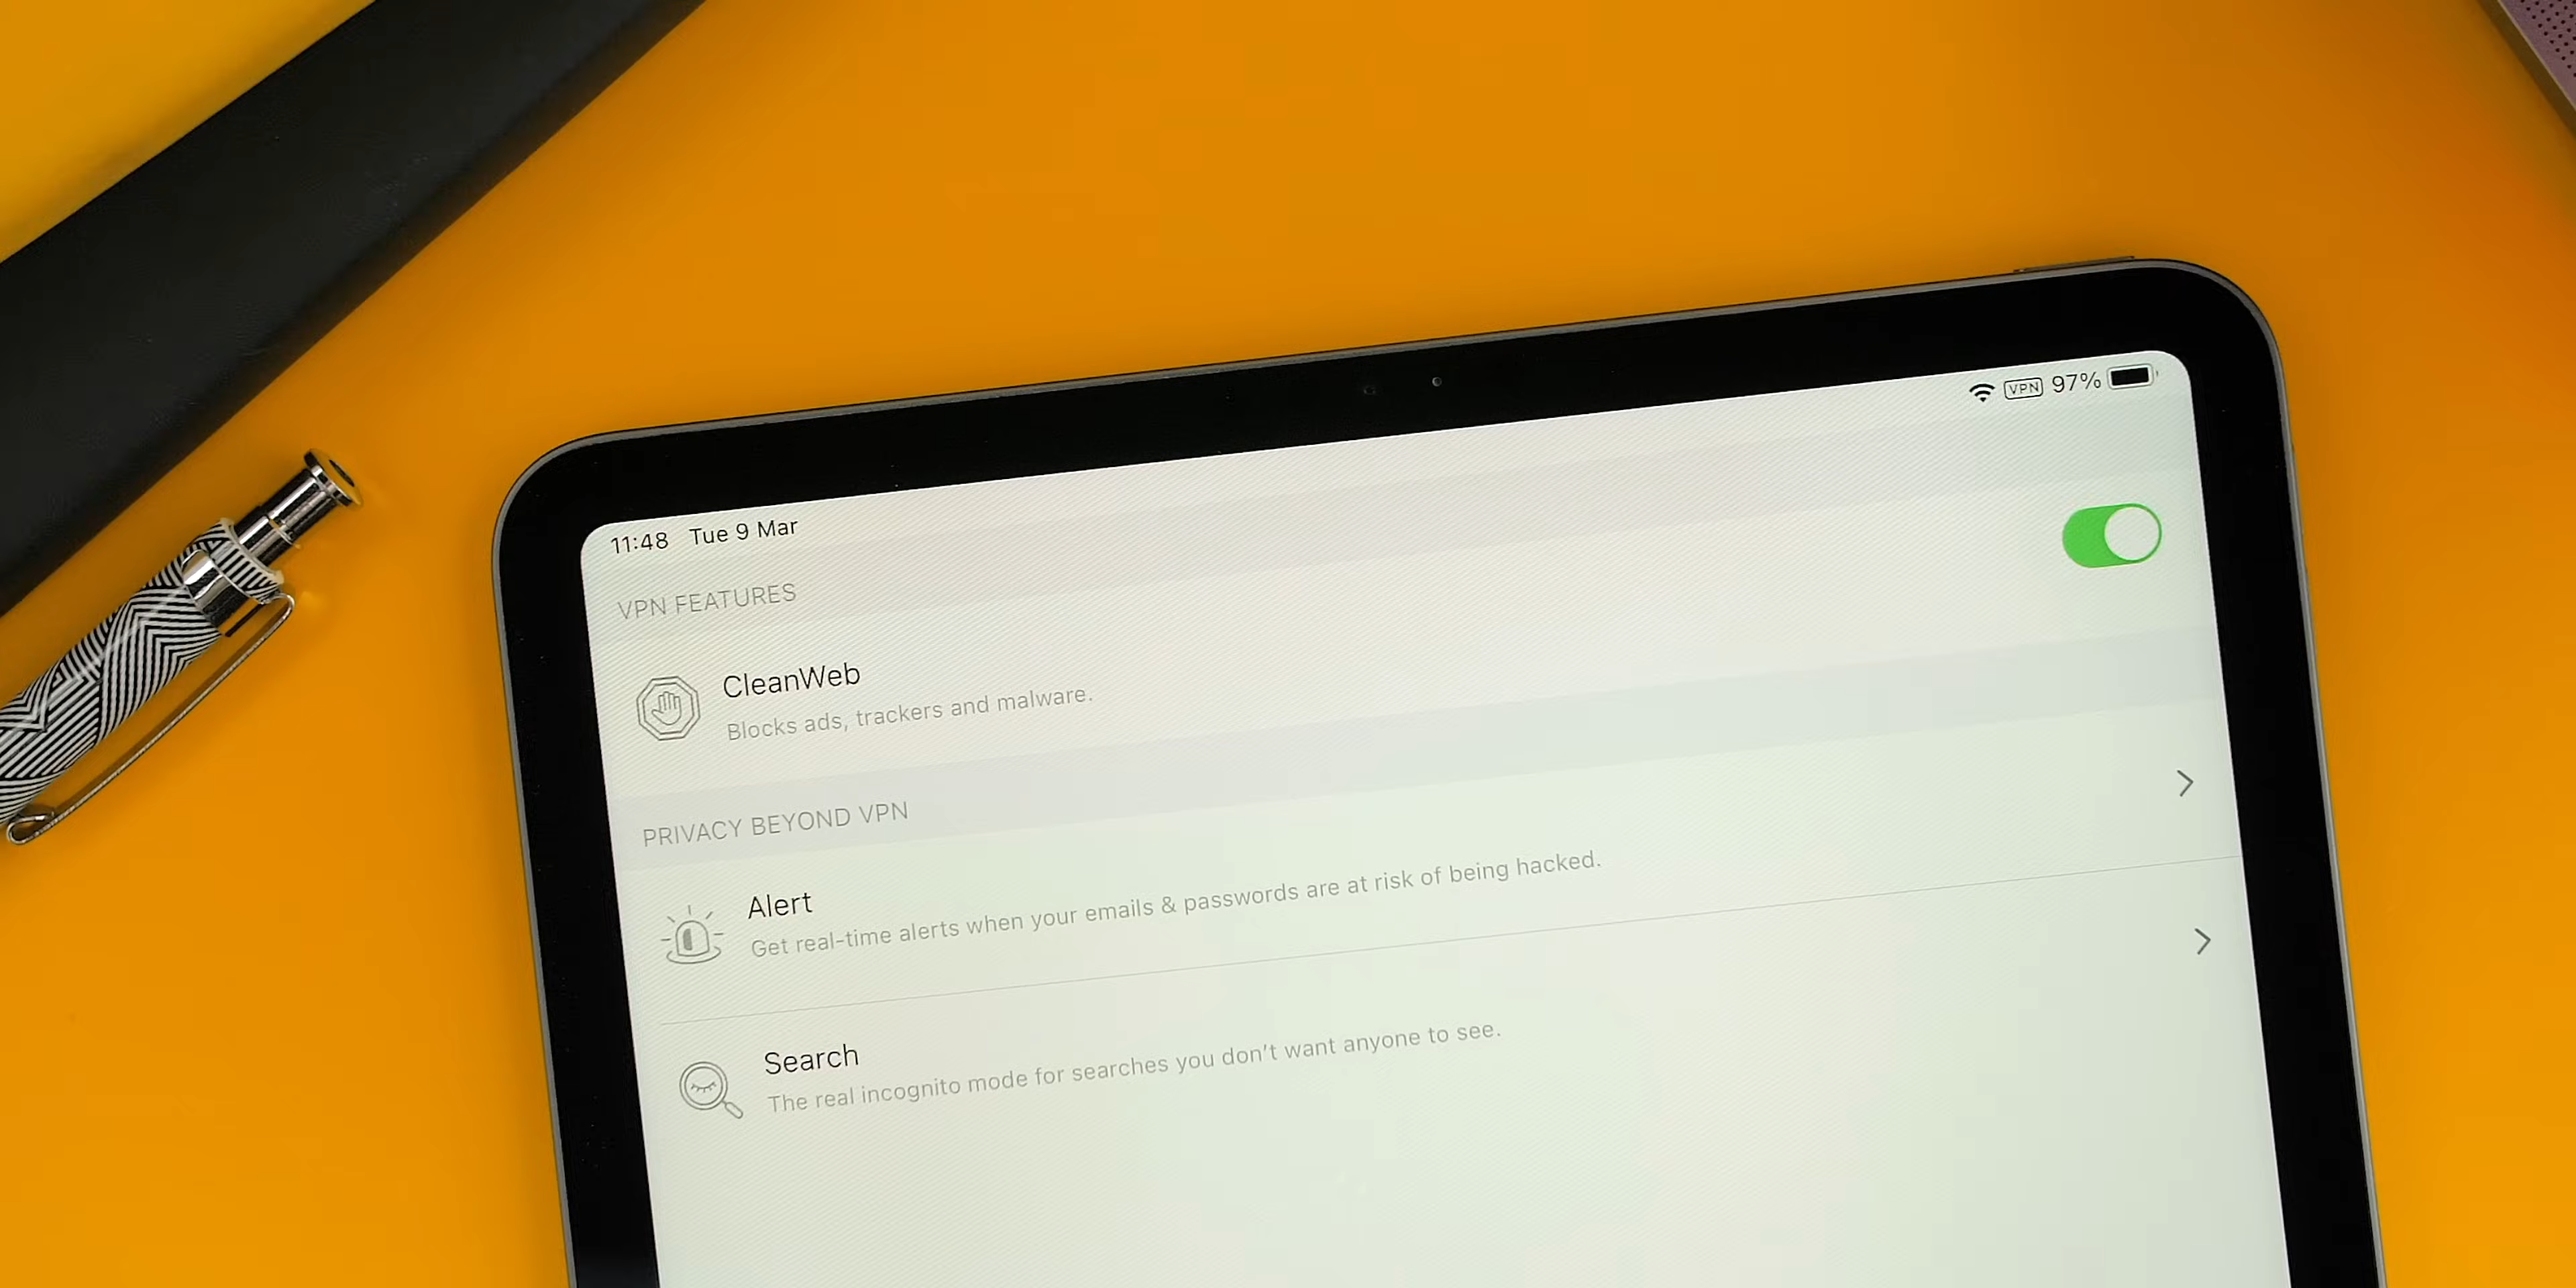 11:48 Tue 9 Mar
VPN 97%
VPN FEATURES
CleanWeb
Blocks ads, trackers and malware.
PRIVACY BEYOND VPN
Alert
Get real-time alerts when your emails & passwords are at risk of being hacked.
Search
The real incognito mode for searches you don't want anyone to see.